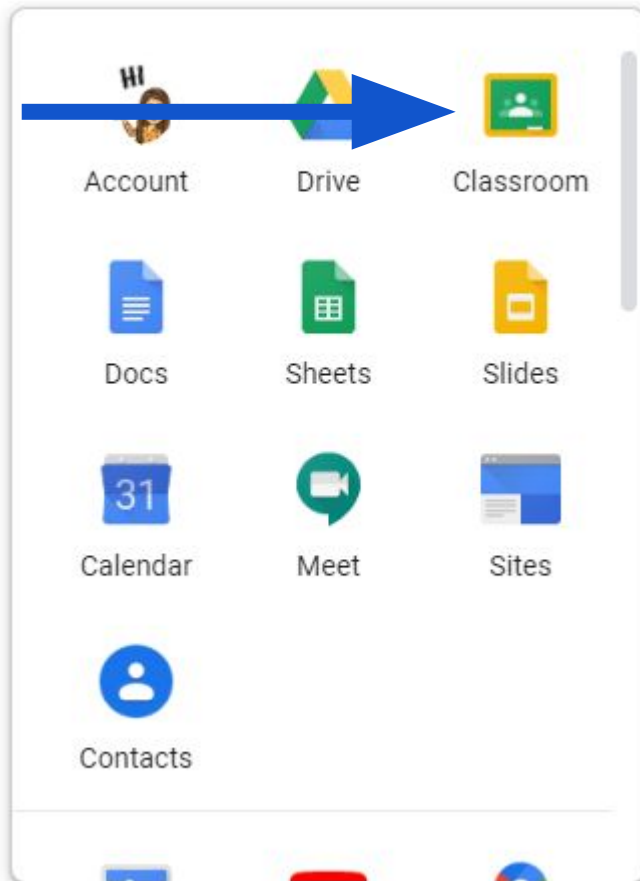 HI
Account Drive Classroom
Docs Sheets Slides
31
Calendar Meet Sites
Contacts